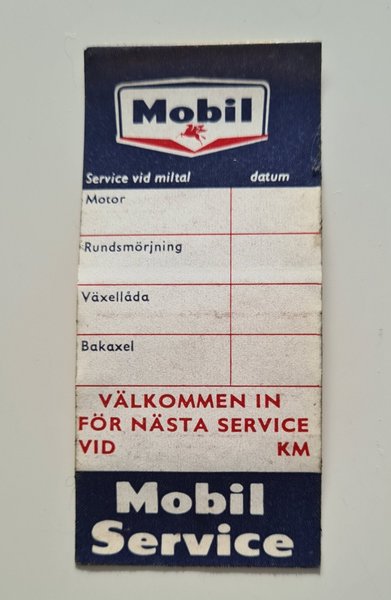 Mobil
Service vid miltal datum
Motor
Rundsmörjning
Växellåda
Bakaxel
VÄLKOMMEN IN
FÖR NÄSTA SERVICE
VID KM
Mobil
Service